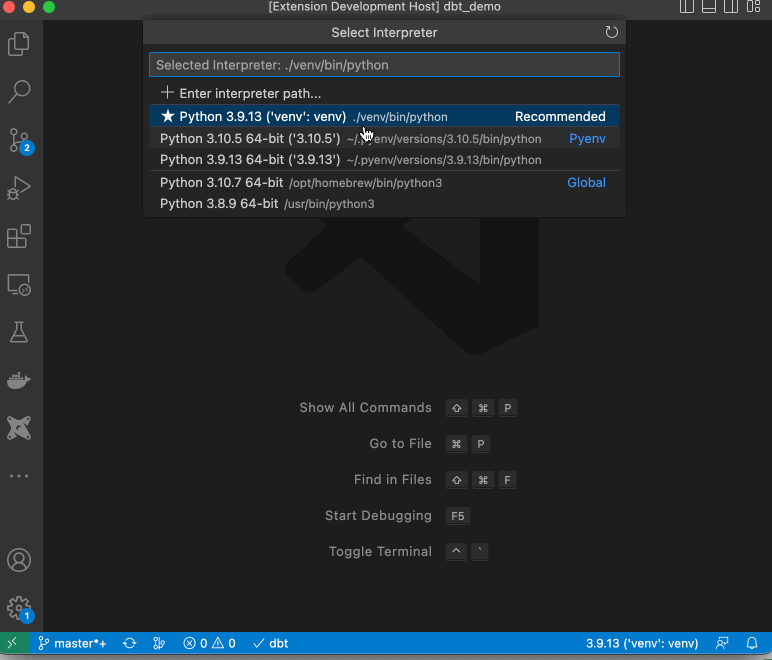 [Extension Development Host] dbt_demo
Select Interpreter
Selected Interpreter: ./venv/bin/python
Enter interpreter path...
Python 3.9.13 ('venv': venv) ./venv/bin/python Recommended
Python 3.10.5 64-bit ('3.10.5') ~/.pyenv/versions/3.10.5/bin/python Pyenv
Python 3.9.13 64-bit ('3.9.13') ~/.pyenv/versions/3.9.13/bin/python
Python 3.10.7 64-bit /opt/homebrew/bin/python3 Global
Python 3.8.9 64-bit /usr/bin/python3
2
Show All Commands ⇧ ⌘ P
Go to File ⌘ P
Find in Files ⇧ ⌘ F
Start Debugging F5
Toggle Terminal ^ `
1
master*+ 0 0 dbt 3.9.13 ('venv': venv)